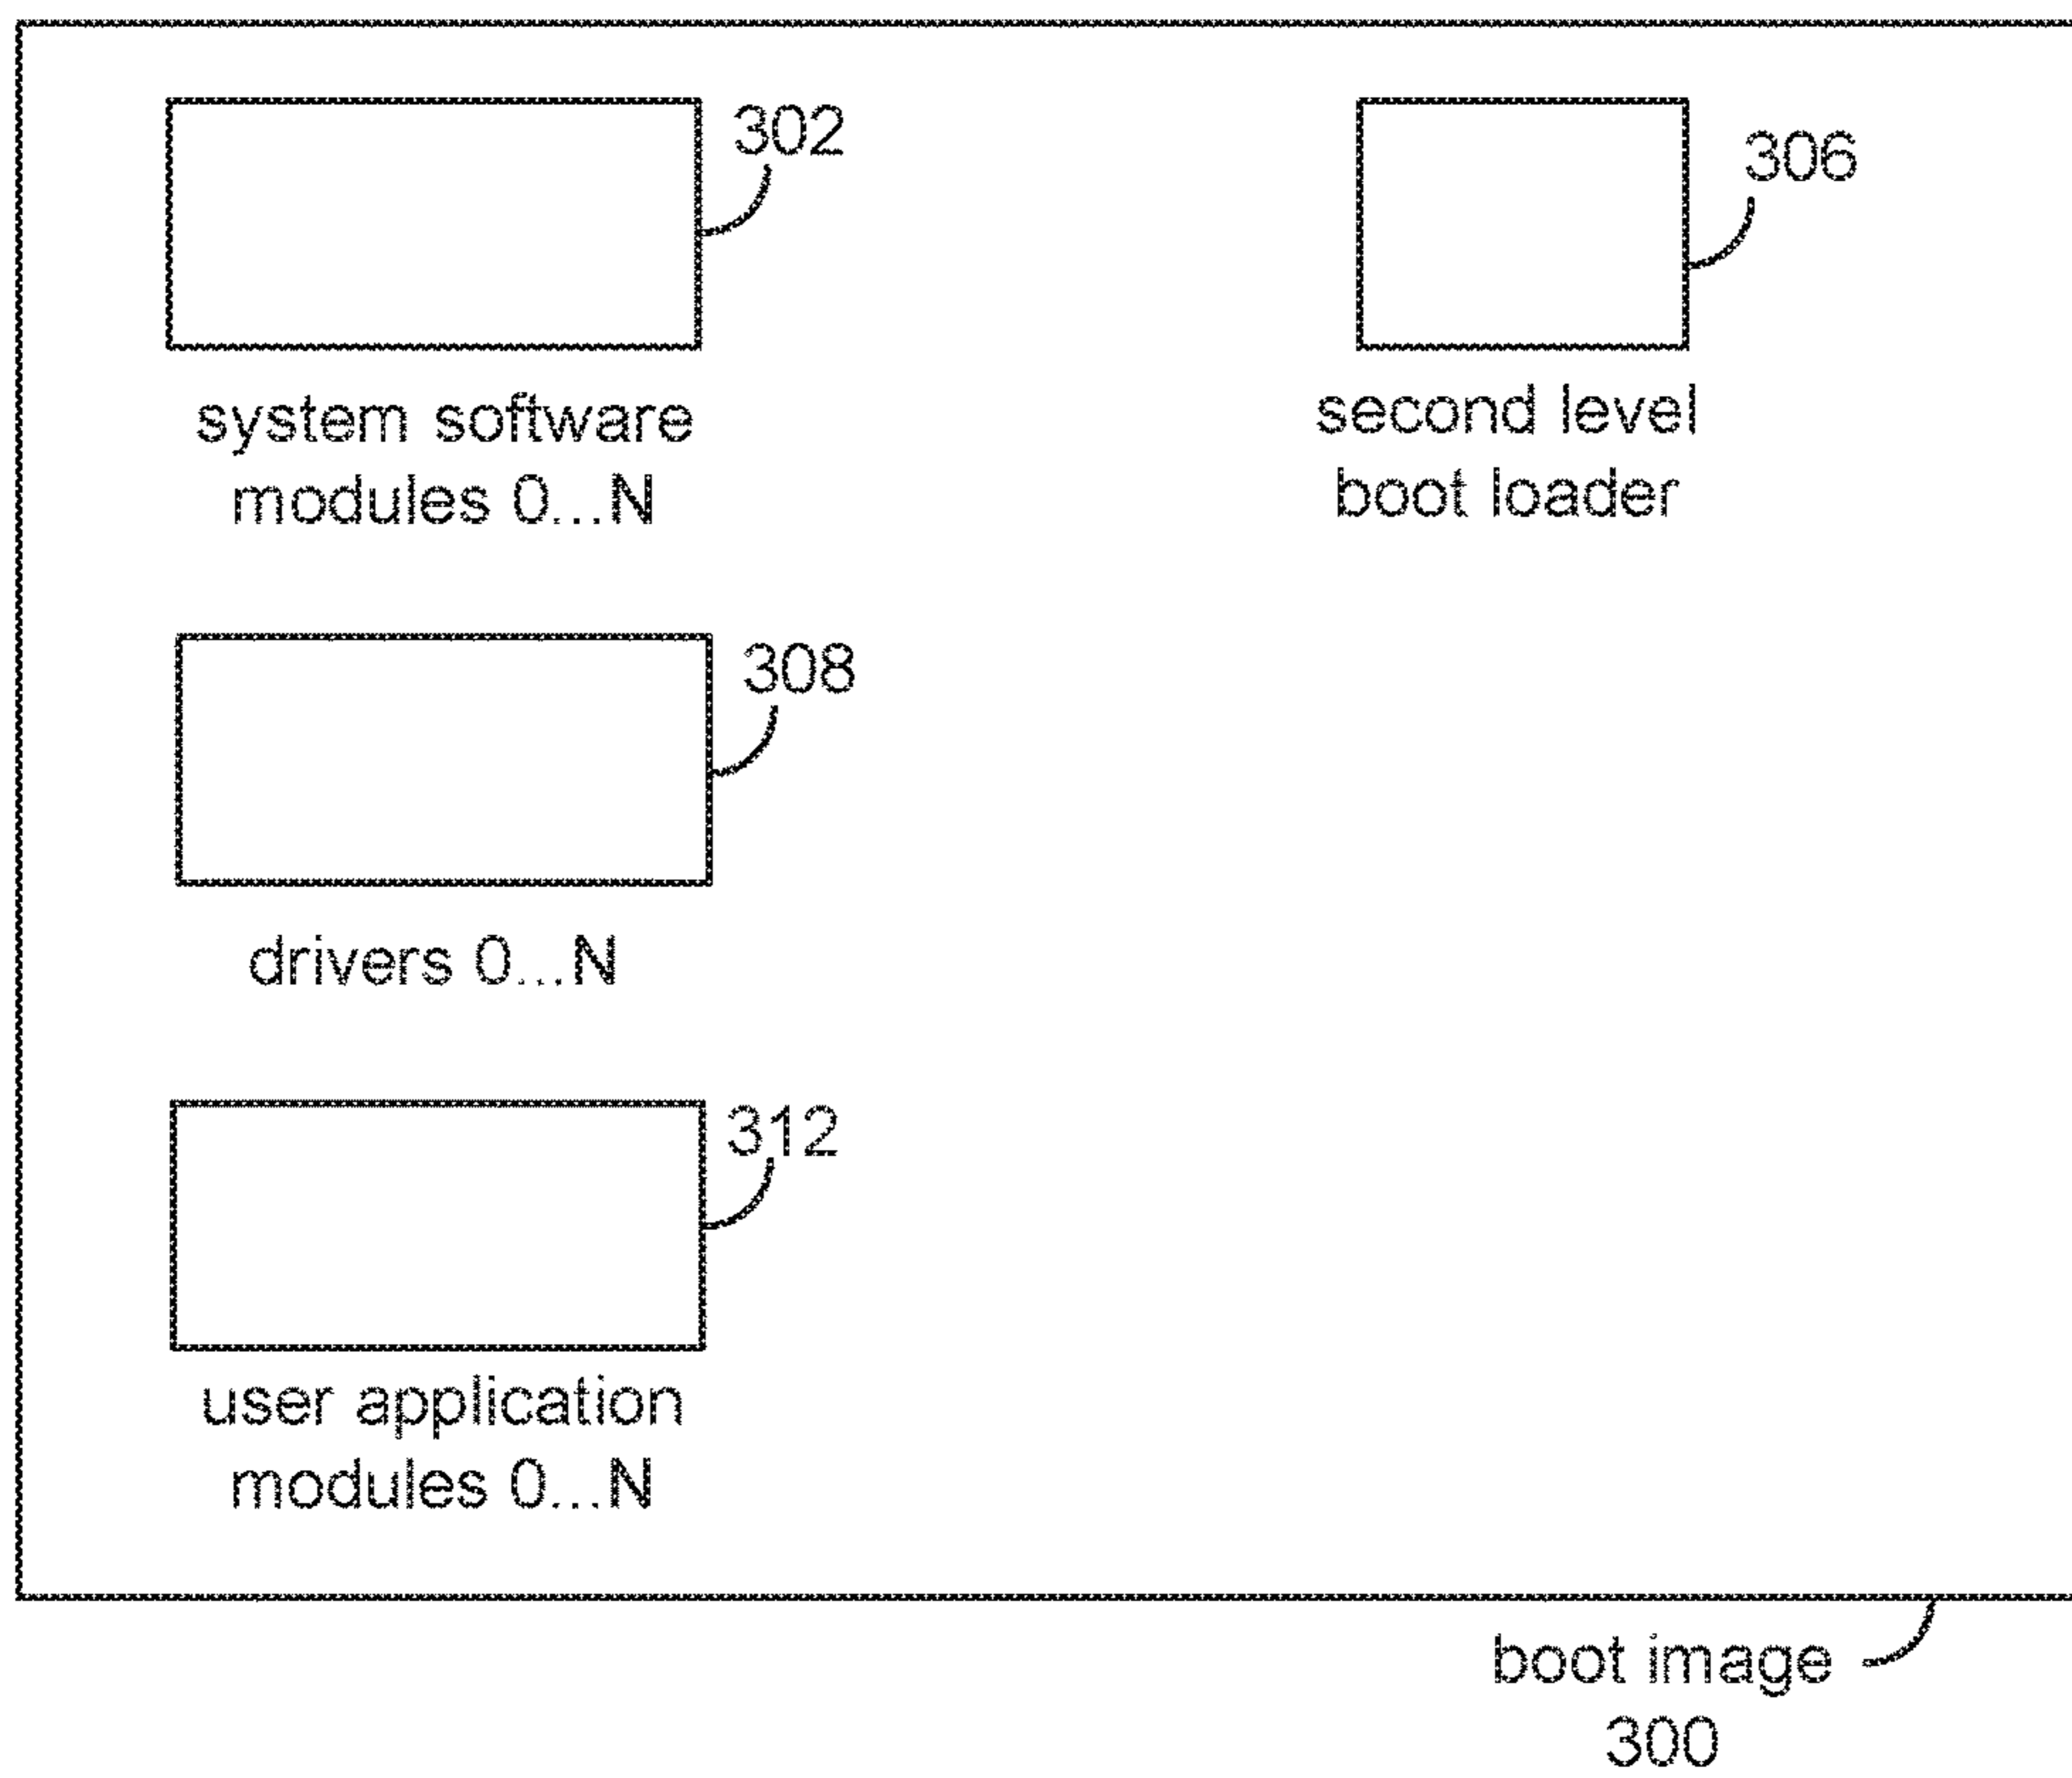 302
system software
modules 0...N
306
second level
boot loader
308
drivers 0...N
312
user application
modules 0...N
boot image
300